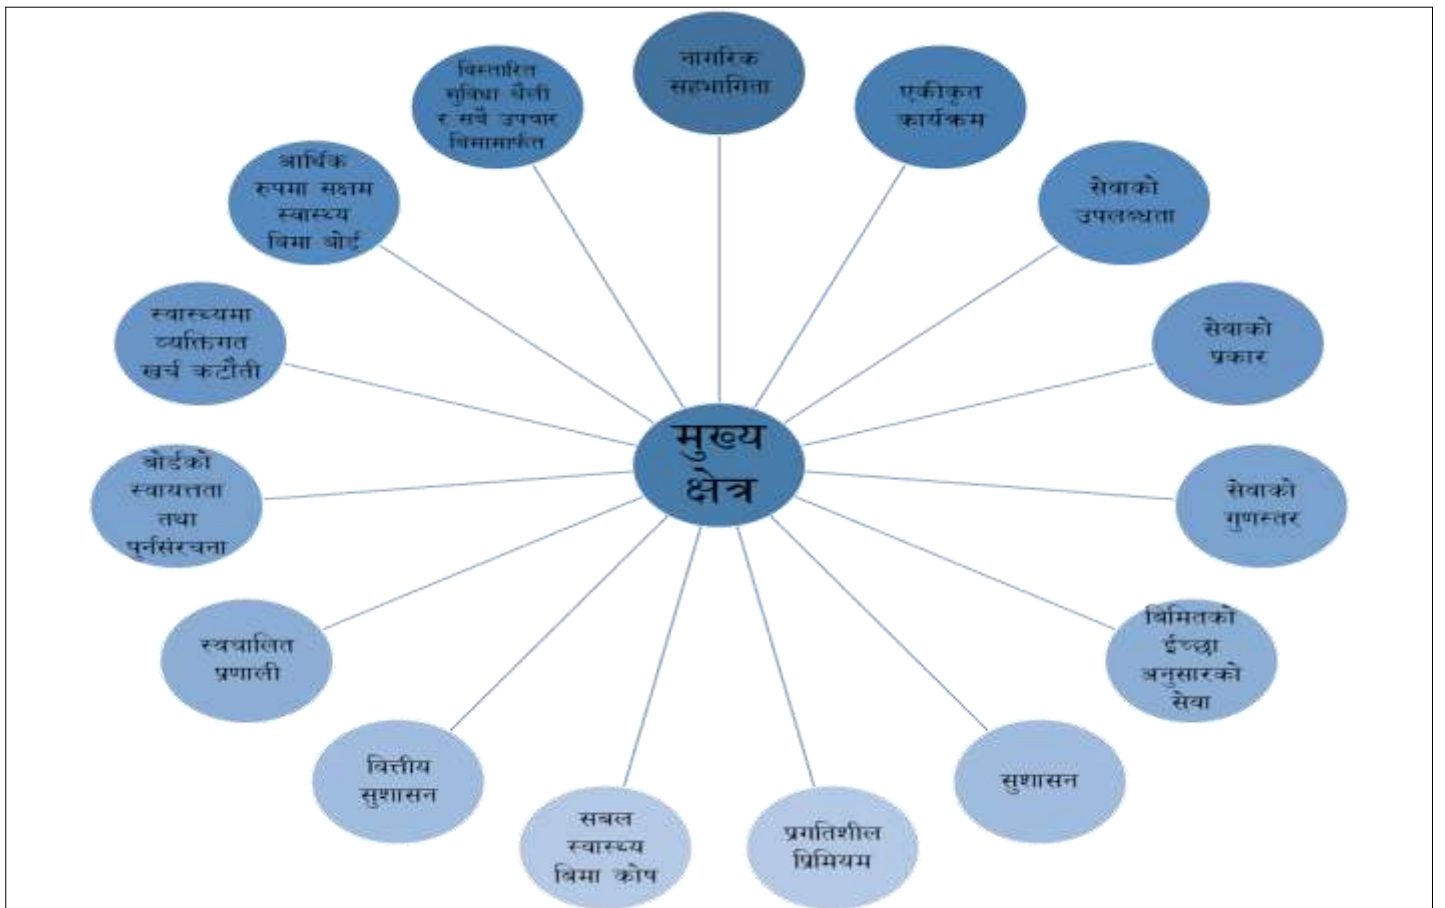 नागरिक
सहभागिता
एकीकृत
कार्यक्रम
सेवाको
उपलब्धता
सेवाको
प्रकार
सेवाको
गुणस्तर
बिमितको
ईच्छा
अनुसारको
सेवा
सुशासन
प्रगतिशील
प्रिमियम
सबल
स्वास्थ्य
बिमा कोष
वित्तीय
सुशासन
स्वचालित
प्रणाली
बोर्डको
स्वायत्तता
तथा
पुर्नसंरचना
स्वास्थ्यमा
व्यक्तिगत
खर्च कटौती
आर्थिक
रुपमा सक्षम
स्वास्थ्य
बिमा बोर्ड
विस्तारित
सुविधा थैली
र सबै उपचार
बिमामार्फत
मुख्य
क्षेत्र